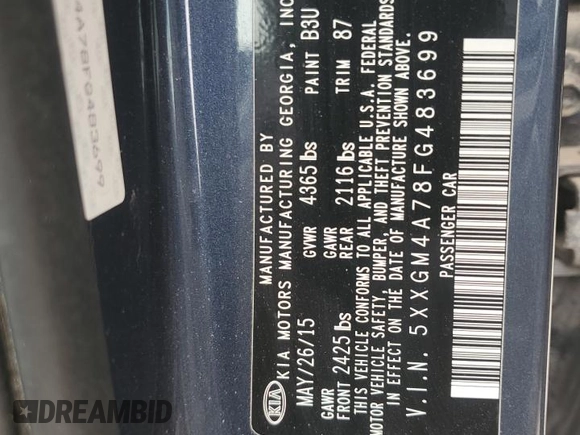 MANUFACTURED BY
KIA KIA MOTORS MANUFACTURING GEORGIA, INC
MAY/26/15 GVWR 4365 lbs PAINT B3U
GAWR FRONT 2425 lbs GAWR REAR 2116 lbs TRIM 87
THIS VEHICLE CONFORMS TO ALL APPLICABLE U.S.A. FEDERAL
MOTOR VEHICLE SAFETY, BUMPER, AND THEFT PREVENTION STANDARDS
IN EFFECT ON THE DATE OF MANUFACTURE SHOWN ABOVE.
V.I.N. 5XXGM4A78FG483699
PASSENGER CAR
4A78FG483699
DREAMBID